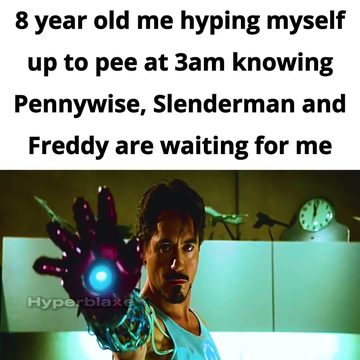 8 year old me hyping myself
up to pee at 3am knowing
Pennywise, Slenderman and
Freddy are waiting for me
Hyperblaxe